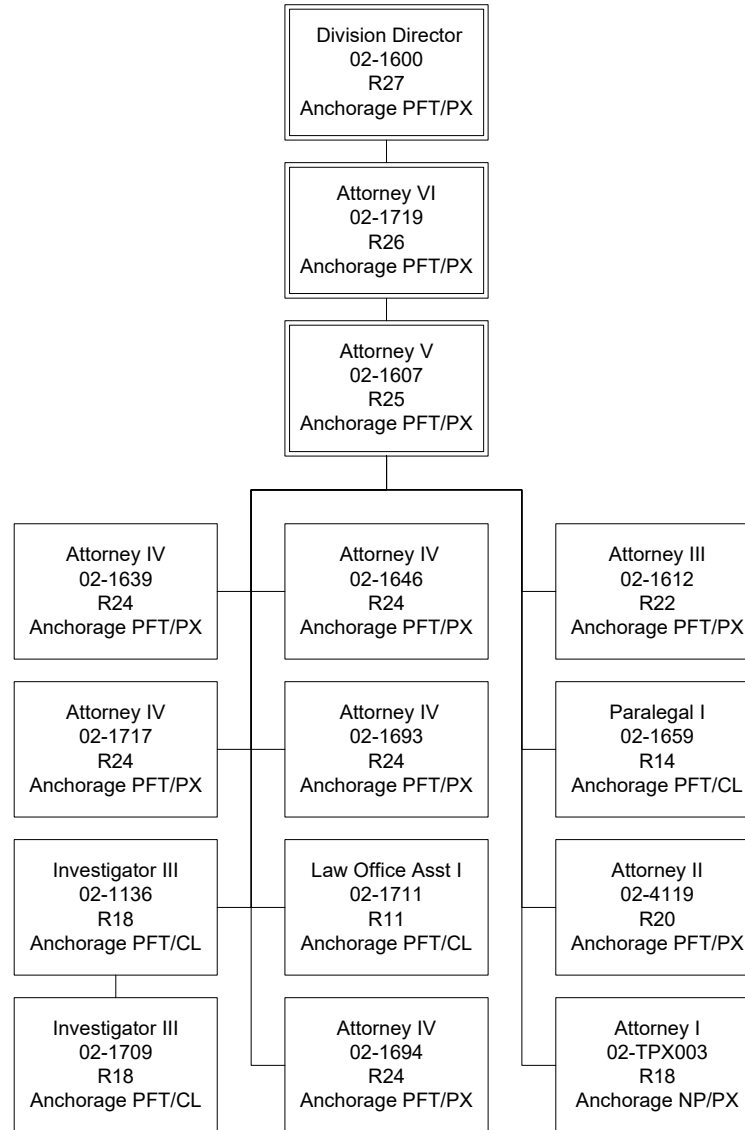 Division Director
02-1600
R27
Anchorage PFT/PX
Attorney VI
02-1719
R26
Anchorage PFT/PX
Attorney V
02-1607
R25
Anchorage PFT/PX
Attorney IV
02-1639
R24
Anchorage PFT/PX
Attorney IV
02-1646
R24
Anchorage PFT/PX
Attorney III
02-1612
R22
Anchorage PFT/PX
Attorney IV
02-1717
R24
Anchorage PFT/PX
Attorney IV
02-1693
R24
Anchorage PFT/PX
Paralegal I
02-1659
R14
Anchorage PFT/CL
Investigator III
02-1136
R18
Anchorage PFT/CL
Law Office Asst I
02-1711
R11
Anchorage PFT/CL
Attorney II
02-4119
R20
Anchorage PFT/PX
Investigator III
02-1709
R18
Anchorage PFT/CL
Attorney IV
02-1694
R24
Anchorage PFT/PX
Attorney I
02-TPX003
R18
Anchorage NP/PX